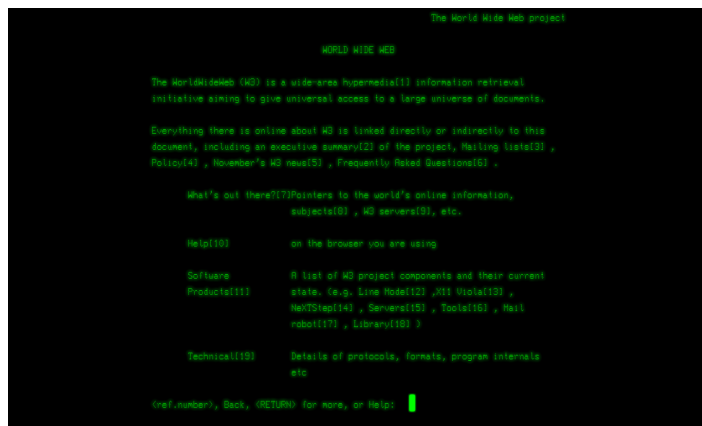 The World Wide Web project
WORLD WIDE WEB
The WorldWideWeb (W3) is a wide-area hypermedia[1] information retrieval
initiative aiming to give universal access to a large universe of documents.
Everything there is online about W3 is linked directly or indirectly to this
document, including an executive summary[2] of the project, Mailing lists[3] ,
Policy[4] , November's W3 news[5] , Frequently Asked Questions[6] .
What's out there?[7]Pointers to the world's online information,
subjects[8] , W3 servers[9], etc.
Help[10] on the browser you are using
Software A list of W3 project components and their current
Products[11] state. (e.g. Line Mode[12] ,X11 Viola[13] ,
NeXTStep[14] , Servers[15] , Tools[16] , Mail
robot[17] , Library[18] )
Technical[19] Details of protocols, formats, program internals
etc
<ref.number>, Back, <RETURN> for more, or Help: